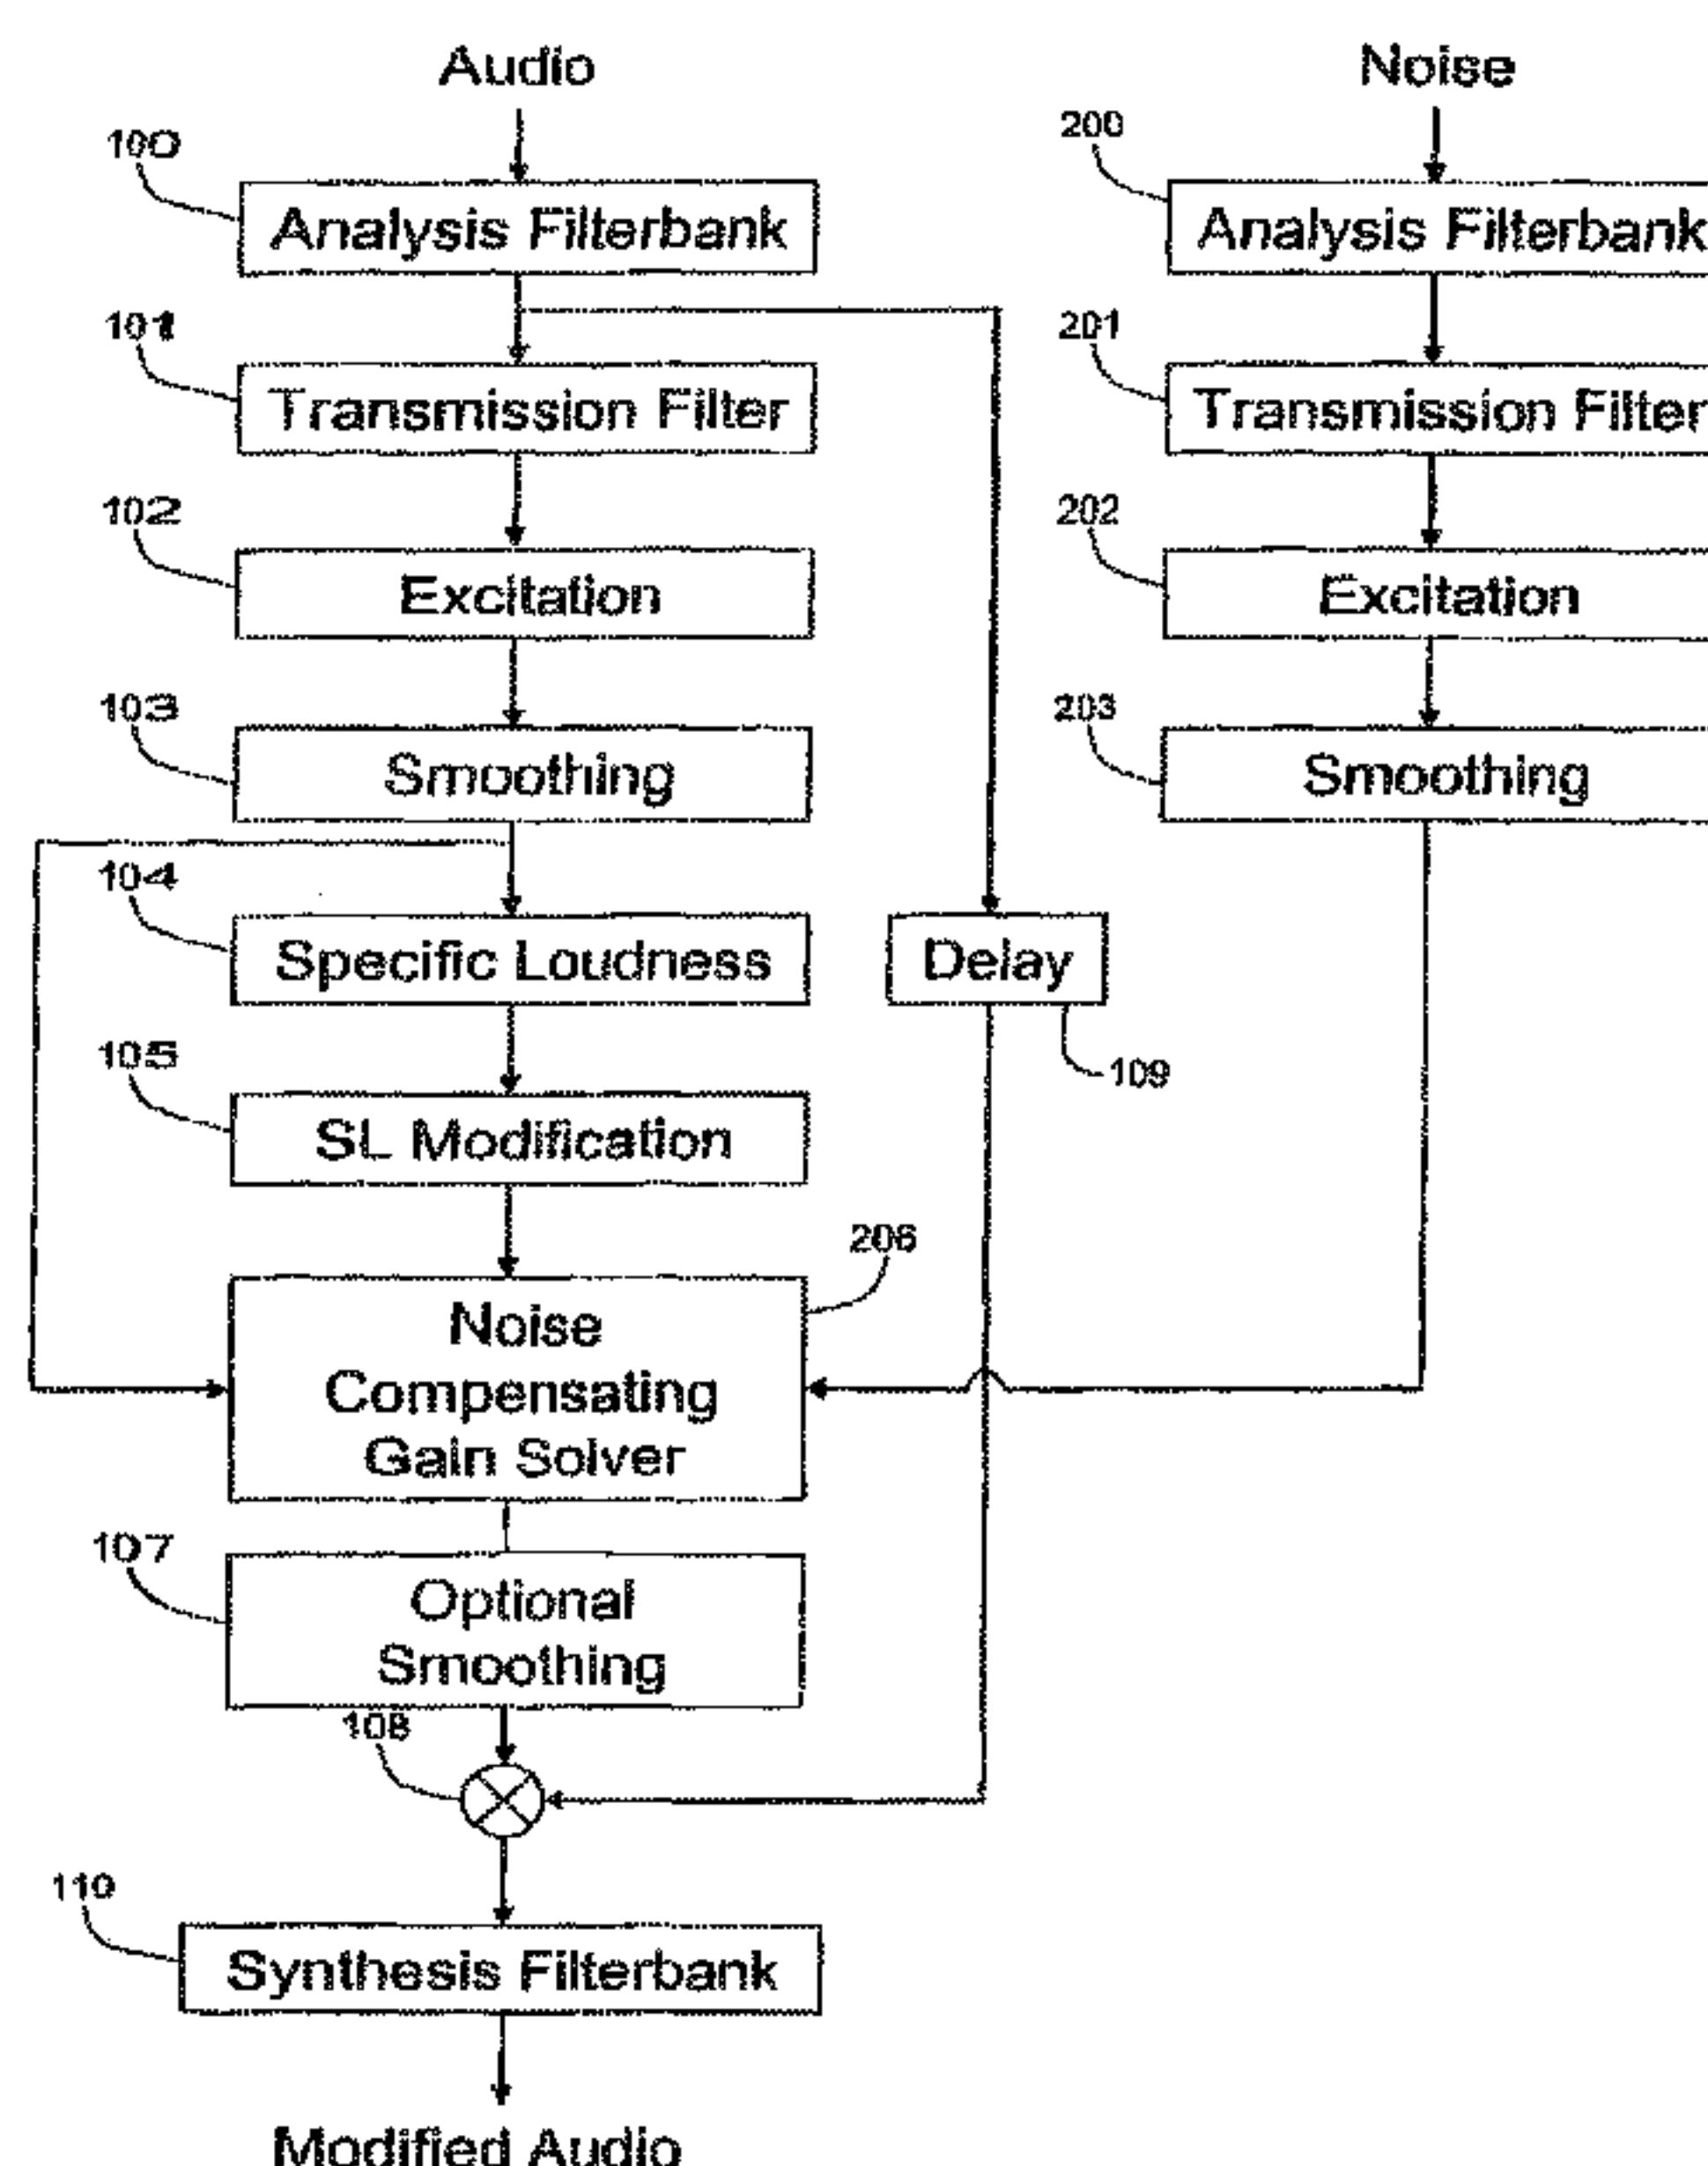 Audio
100
Analysis Filterbank
101
Transmission Filter
102
Excitation
103
Smoothing
104
Specific Loudness
105
SL Modification
206
Noise
Compensating
Gain Solver
107
Optional
Smoothing
108
110
Synthesis Filterbank
Modified Audio
Delay
109
Noise
200
Analysis Filterbank
201
Transmission Filter
202
Excitation
203
Smoothing